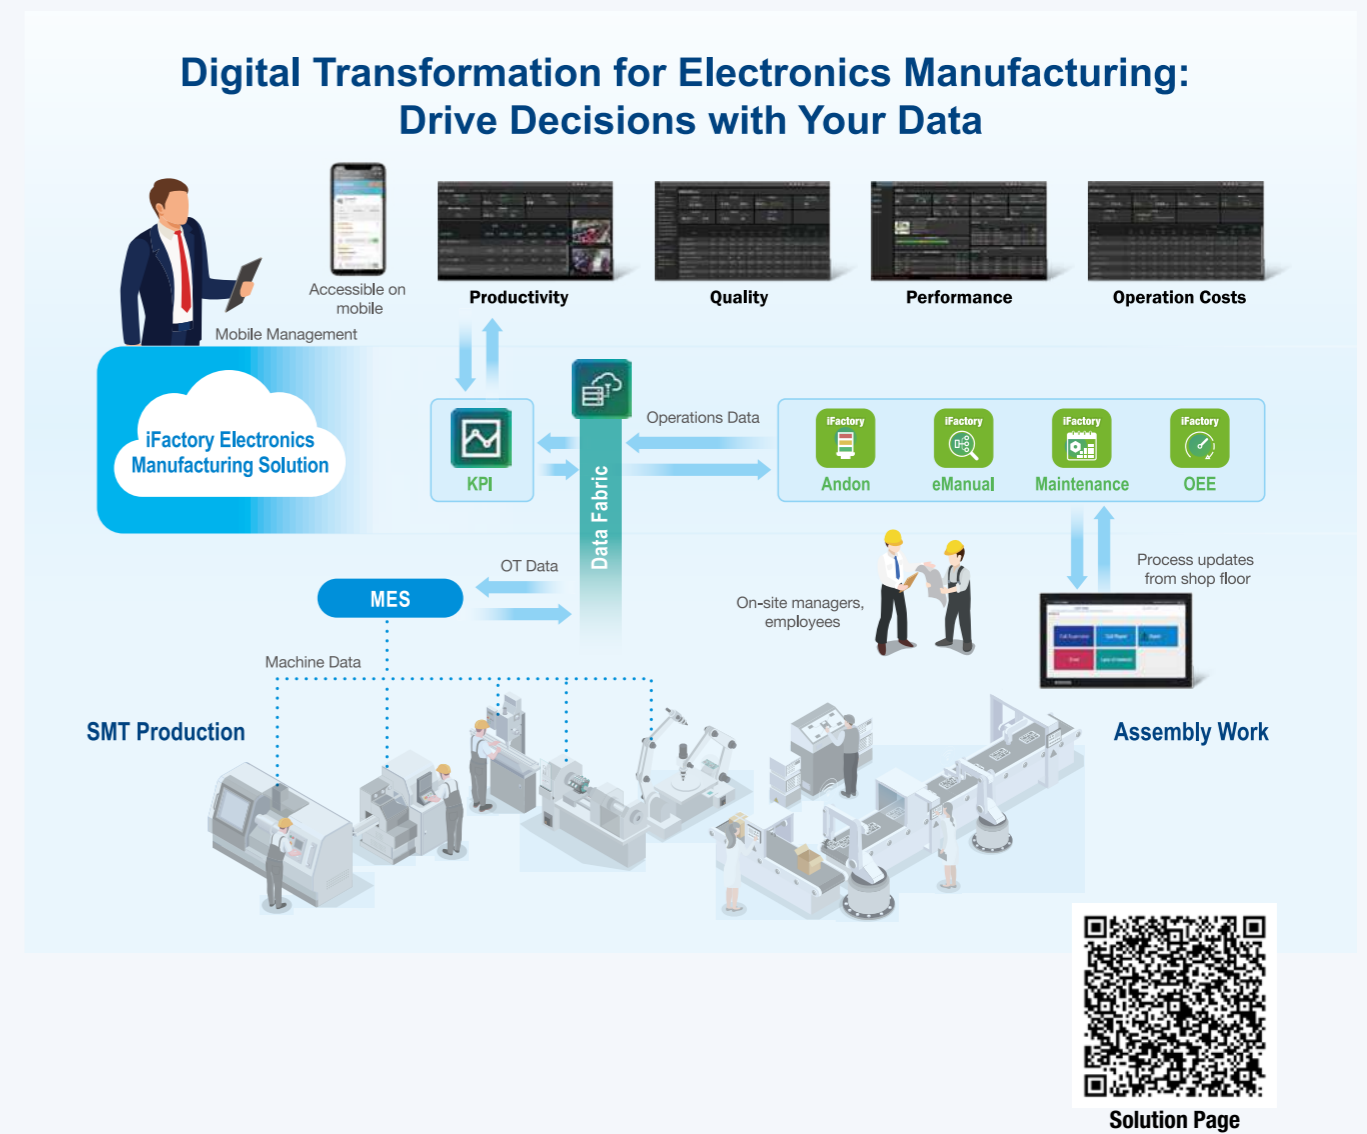 Digital Transformation for Electronics Manufacturing:
Drive Decisions with Your Data
Accessible on
mobile
Mobile Management
Productivity
Quality
Performance
Operation Costs
iFactory Electronics
Manufacturing Solution
KPI
Data Fabric
Operations Data
iFactory
Andon
iFactory
eManual
iFactory
Maintenance
iFactory
OEE
OT Data
MES
Machine Data
On-site managers,
employees
Process updates
from shop floor
SMT Production
Assembly Work
Solution Page